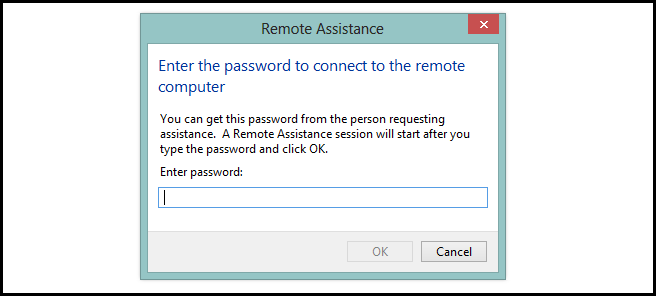 Remote Assistance
Enter the password to connect to the remote
computer
You can get this password from the person requesting
assistance.  A Remote Assistance session will start after you
type the password and click OK.
Enter password:
OK
Cancel